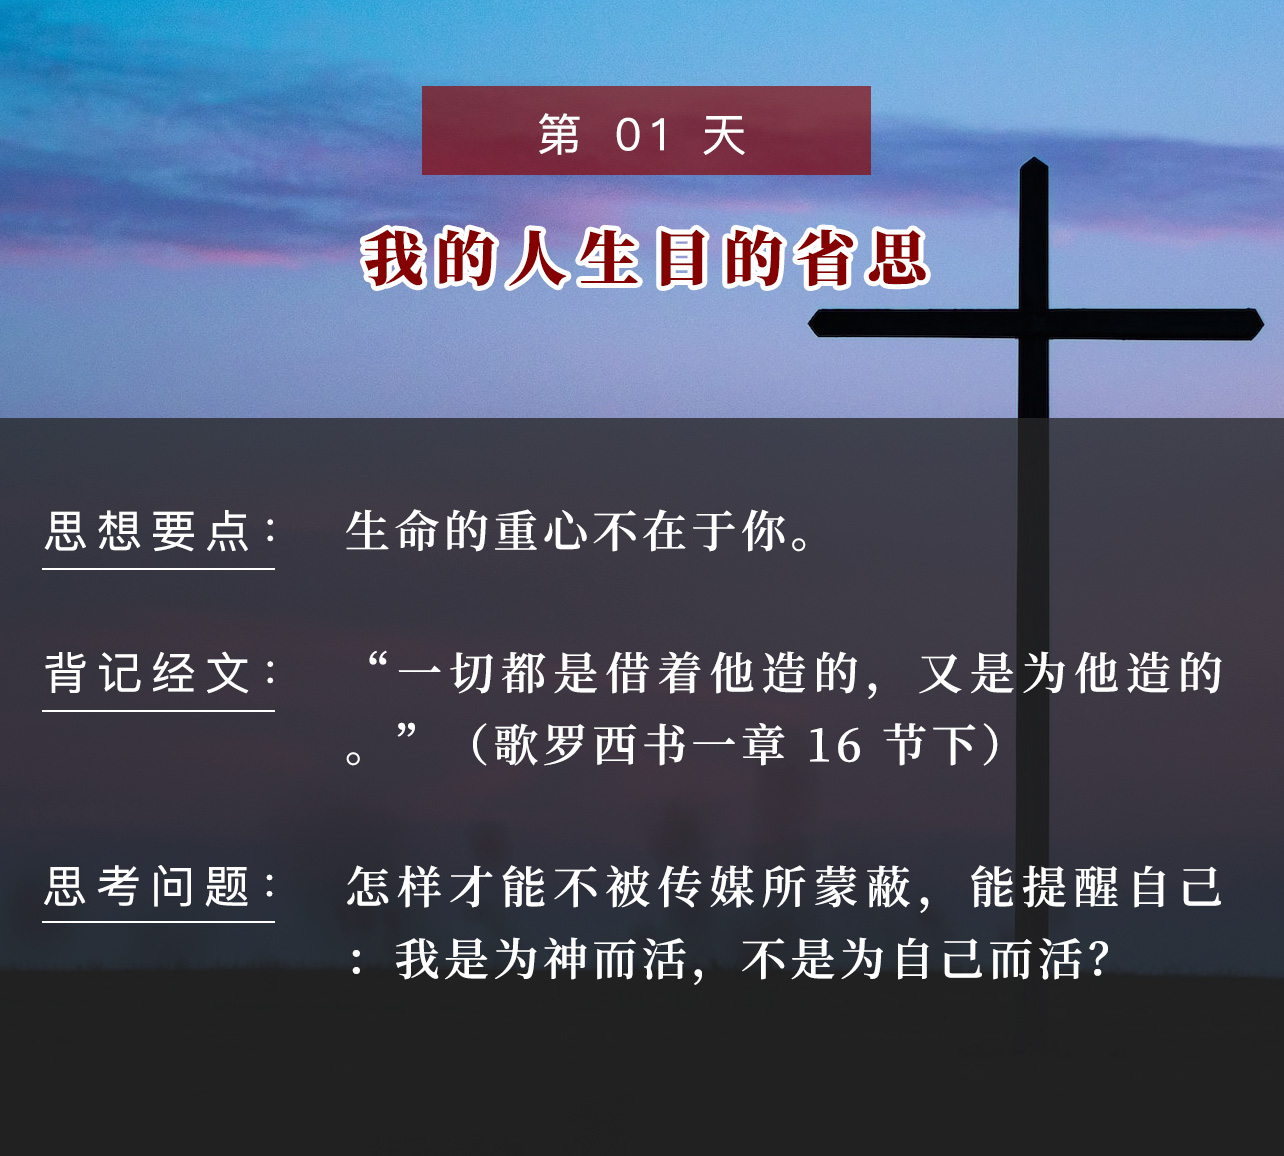 第 01 天
我的人生目的省思
思想要点： 生命的重心不在于你。
背记经文： “一切都是借着他造的，又是为他造的
。”（歌罗西书一章 16 节下）
思考问题： 怎样才能不被传媒所蒙蔽，能提醒自己
：我是为神而活，不是为自己而活？